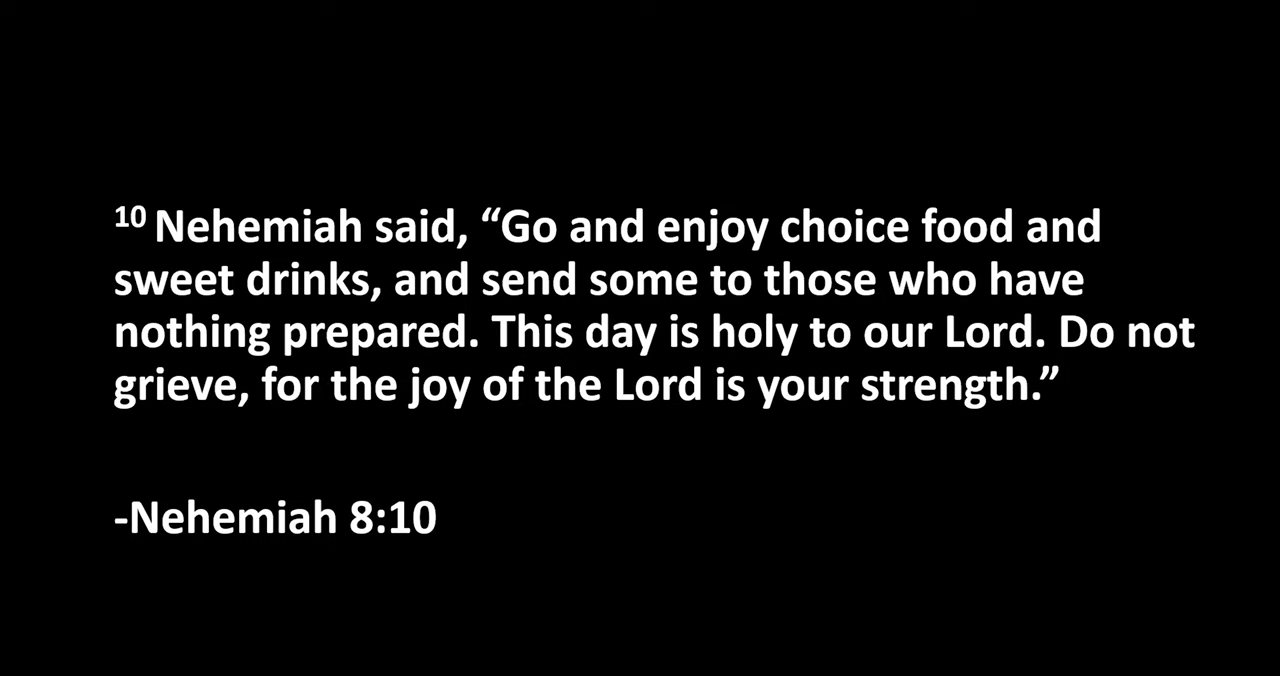 10 Nehemiah said, “Go and enjoy choice food and
sweet drinks, and send some to those who have
nothing prepared. This day is holy to our Lord. Do not
grieve, for the joy of the Lord is your strength.”
-Nehemiah 8:10